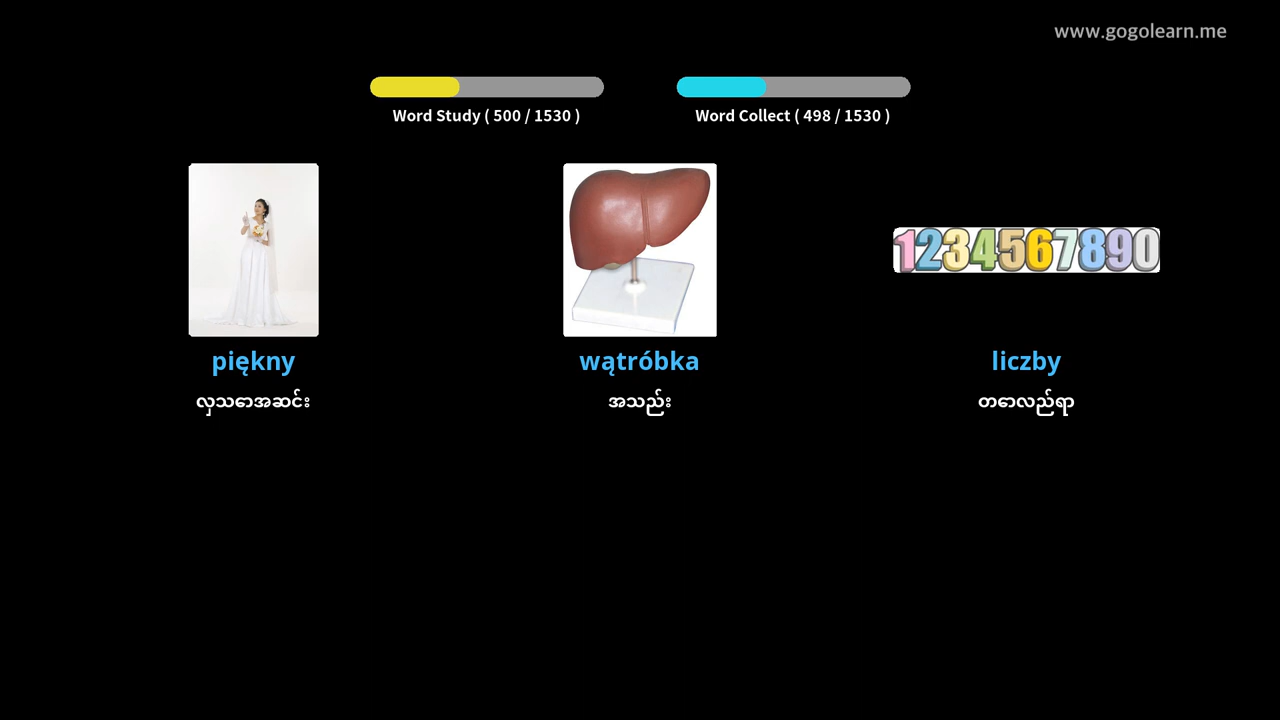 www.gogolearn.me
Word Study ( 500 / 1530 )
Word Collect ( 498 / 1530 )
1234567890
piękny
wątróbka
liczby
လှသောအဆင်း
အသည်း
တောလည်ရာ